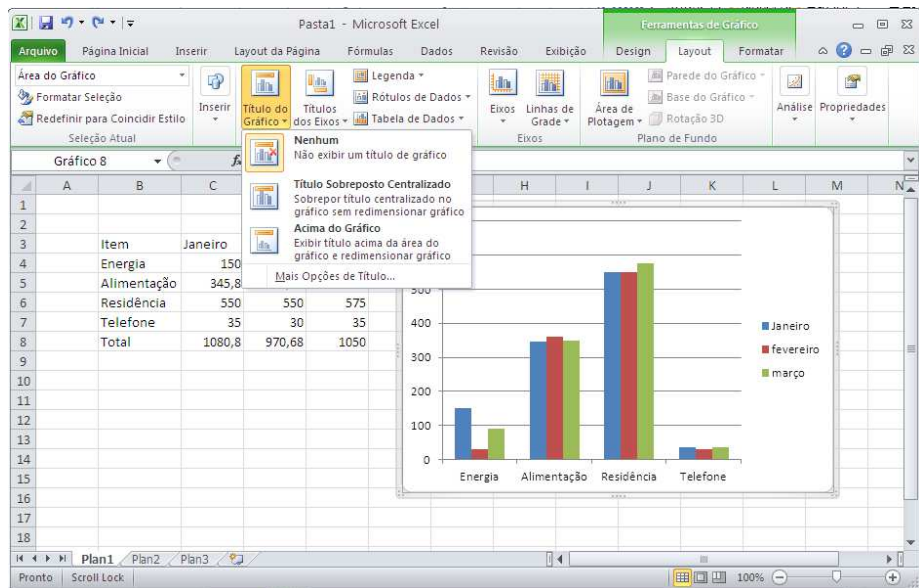 Pasta1 - Microsoft Excel
Ferramentas de Gráfico
Arquivo Página Inicial Inserir Layout da Página Fórmulas Dados Revisão Exibição Design Layout Formatar
Área do Gráfico
Formatar Seleção
Redefinir para Coincidir Estilo
Seleção Atual
Inserir
Título do
Gráfico
Títulos
dos Eixos
Legenda
Rótulos de Dados
Tabela de Dados
Eixos
Linhas de
Grade
Eixos
Área de
Plotagem
Parede do Gráfico
Base do Gráfico
Rotação 3D
Plano de Fundo
Análise
Propriedades
Nenhum
Não exibir um título de gráfico
Título Sobreposto Centralizado
Sobrepor título centralizado no
gráfico sem redimensionar gráfico
Acima do Gráfico
Exibir título acima da área do
gráfico e redimensionar gráfico
Mais Opções de Título...
Gráfico 8
A B C H I J K L M N
1
2
3 Item Janeiro
4 Energia 150
5 Alimentação 345,8
6 Residência 550 550 575
7 Telefone 35 30 35
8 Total 1080,8 970,68 1050
9
10
11
12
13
14
15
16
17
18
500
400
300
200
100
0
Energia Alimentação Residência Telefone
Janeiro
fevereiro
março
Plan1 Plan2 Plan3
Pronto Scroll Lock 100%